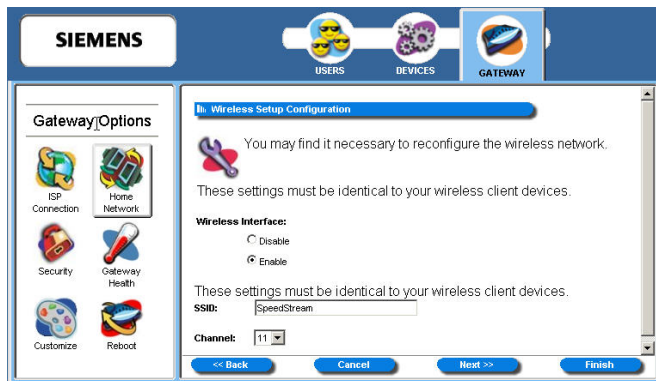 SIEMENS
USERS
DEVICES
GATEWAY
Gateway Options
ISP
Connection
Home
Network
Security
Gateway
Health
Customize
Reboot
Wireless Setup Configuration
You may find it necessary to reconfigure the wireless network.
These settings must be identical to your wireless client devices.
Wireless Interface:
Disable
Enable
These settings must be identical to your wireless client devices.
SSID: SpeedStream
Channel: 11
<< Back Cancel Next >> Finish